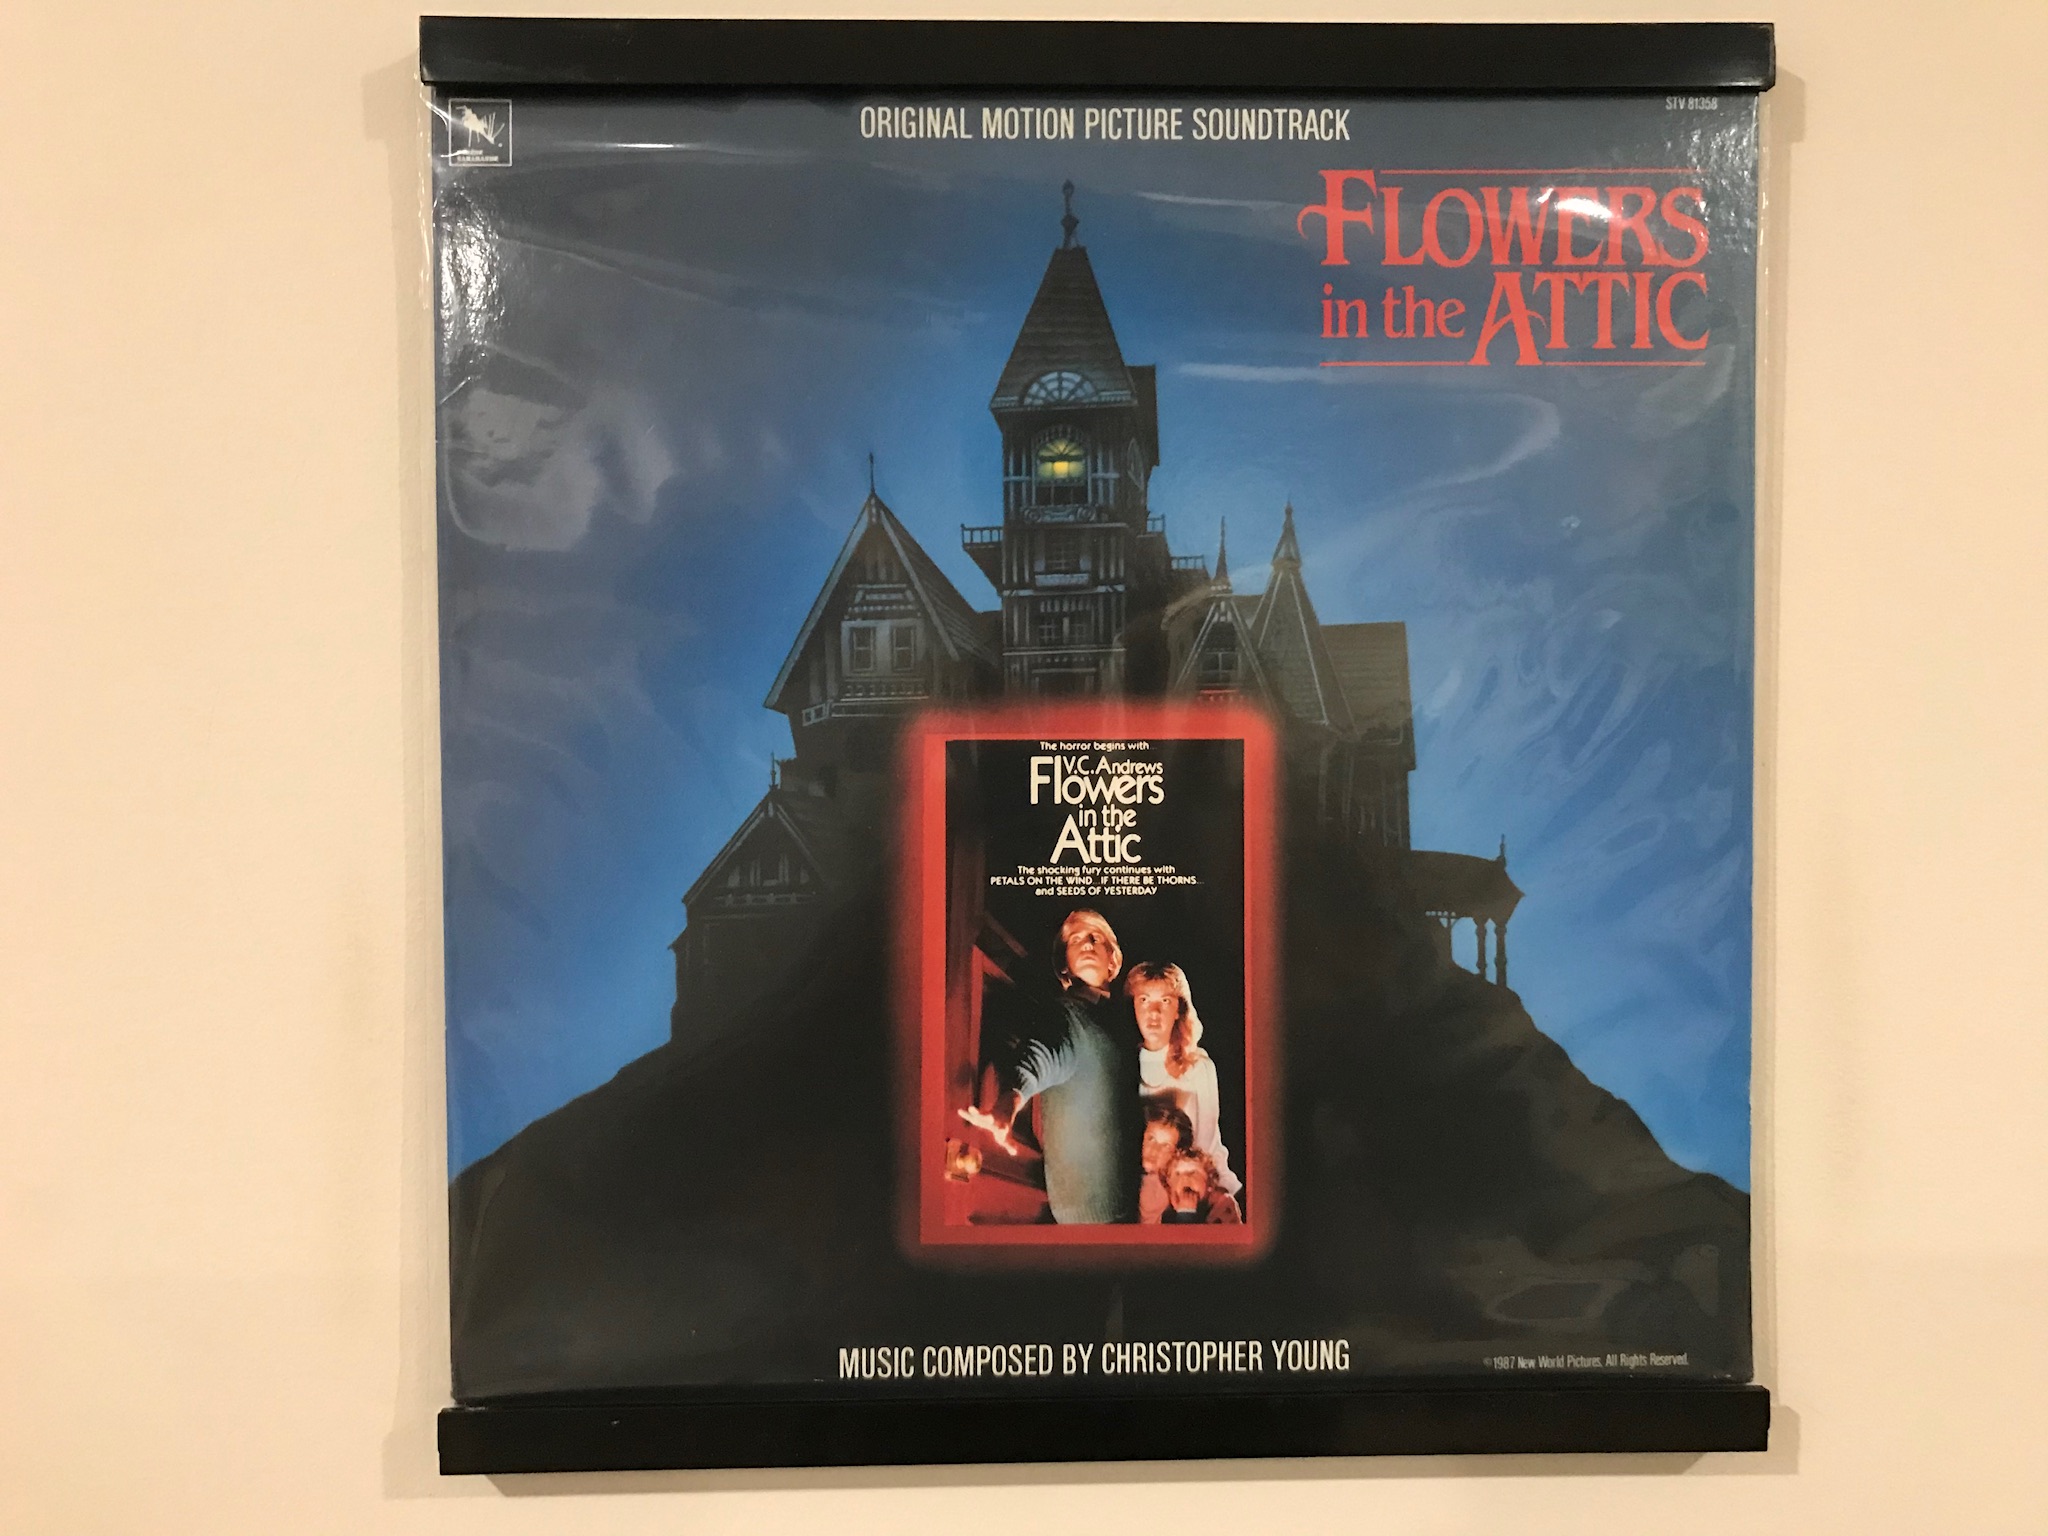 ORIGINAL MOTION PICTURE SOUNDTRACK
STV 81358
FLOWERS
in the ATTIC
The horror begins with...
V.C. Andrews
Flowers
in the
Attic
The shocking fury continues with
PETALS ON THE WIND...IF THERE BE THORNS...
and SEEDS OF YESTERDAY
MUSIC COMPOSED BY CHRISTOPHER YOUNG
©1987 New World Pictures, All Rights Reserved.